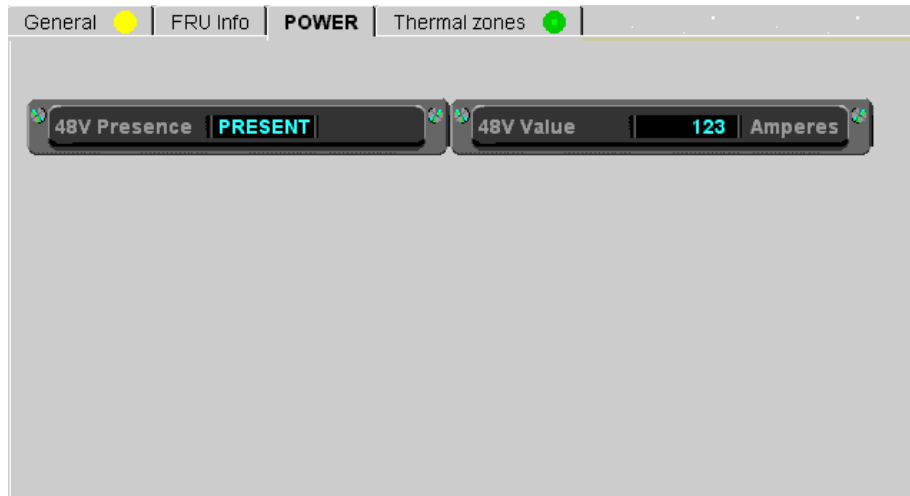 General FRU Info POWER Thermal zones
48V Presence PRESENT 48V Value 123 Amperes